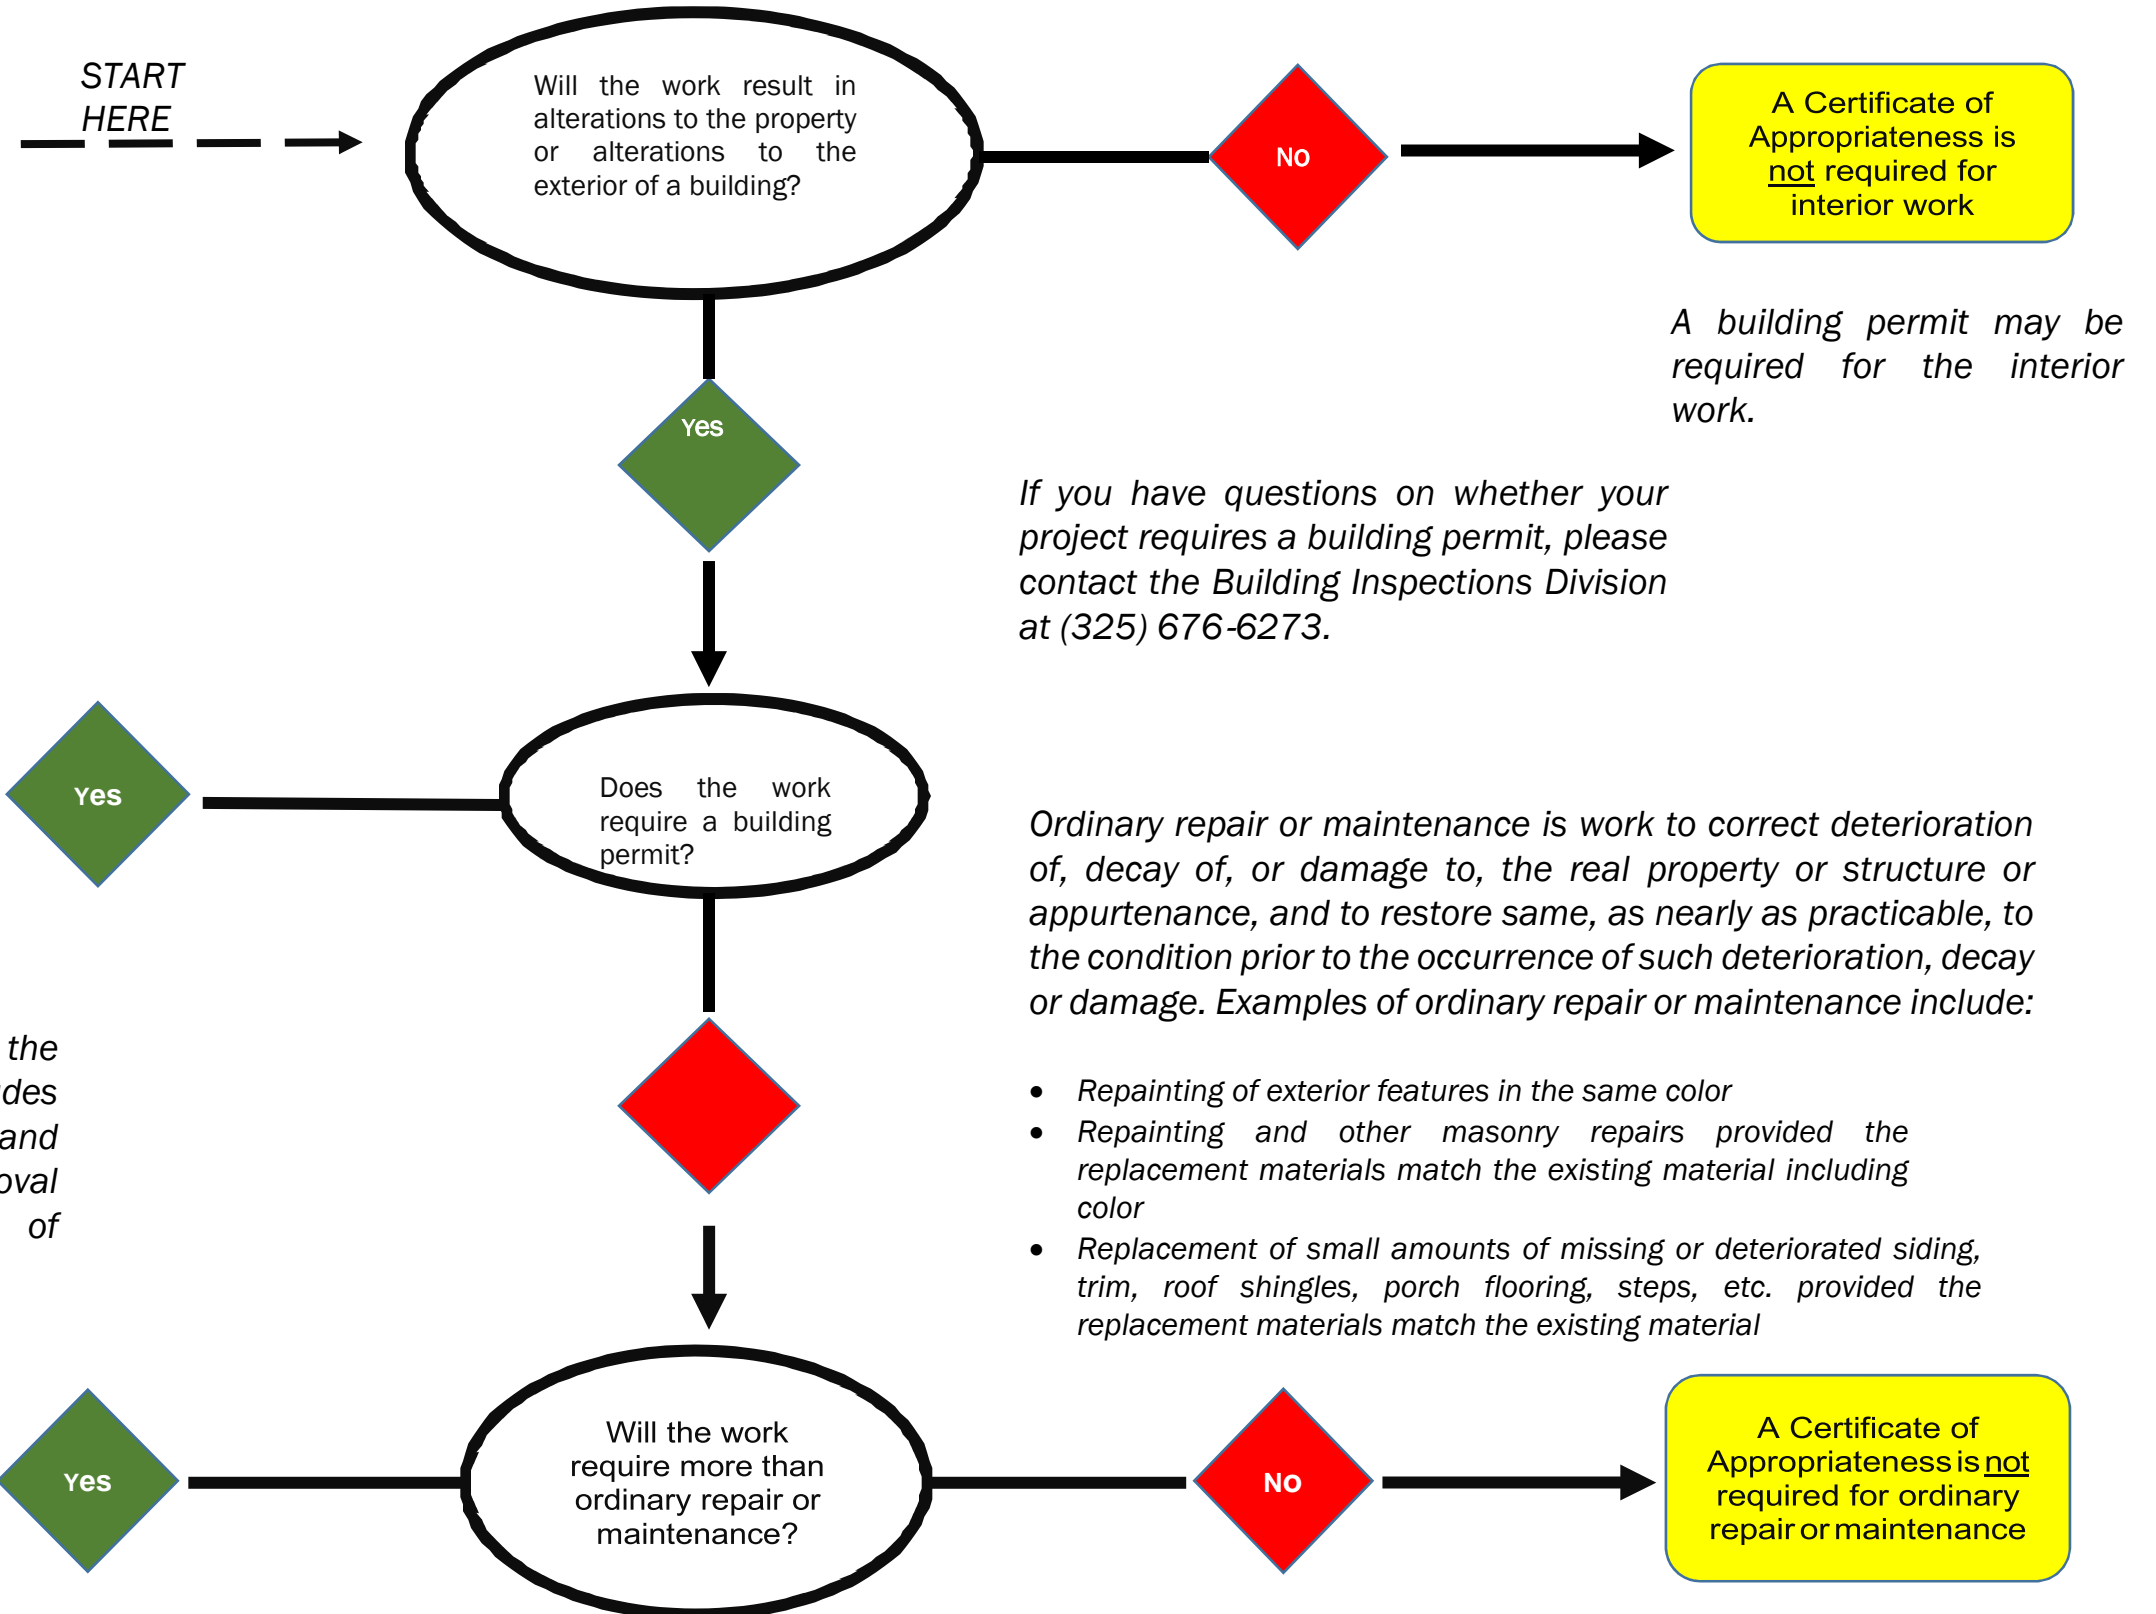 START
HERE
Will the work result in
alterations to the property
or alterations to the
exterior of a building?
No
A Certificate of
Appropriateness is
not required for
interior work
A building permit may be
required for the interior
work.
Yes
If you have questions on whether your
project requires a building permit, please
contact the Building Inspections Division
at (325) 676-6273.
Yes
Does the work
require a building
permit?
Ordinary repair or maintenance is work to correct deterioration
of, decay of, or damage to, the real property or structure or
appurtenance, and to restore same, as nearly as practicable, to
the condition prior to the occurrence of such deterioration, decay
or damage. Examples of ordinary repair or maintenance include:
the
and
of
• Repainting of exterior features in the same color
• Repainting and other masonry repairs provided the
replacement materials match the existing material including
color
• Replacement of small amounts of missing or deteriorated siding,
trim, roof shingles, porch flooring, steps, etc. provided the
replacement materials match the existing material
Yes
Will the work
require more than
ordinary repair or
maintenance?
No
A Certificate of
Appropriateness is not
required for ordinary
repair or maintenance